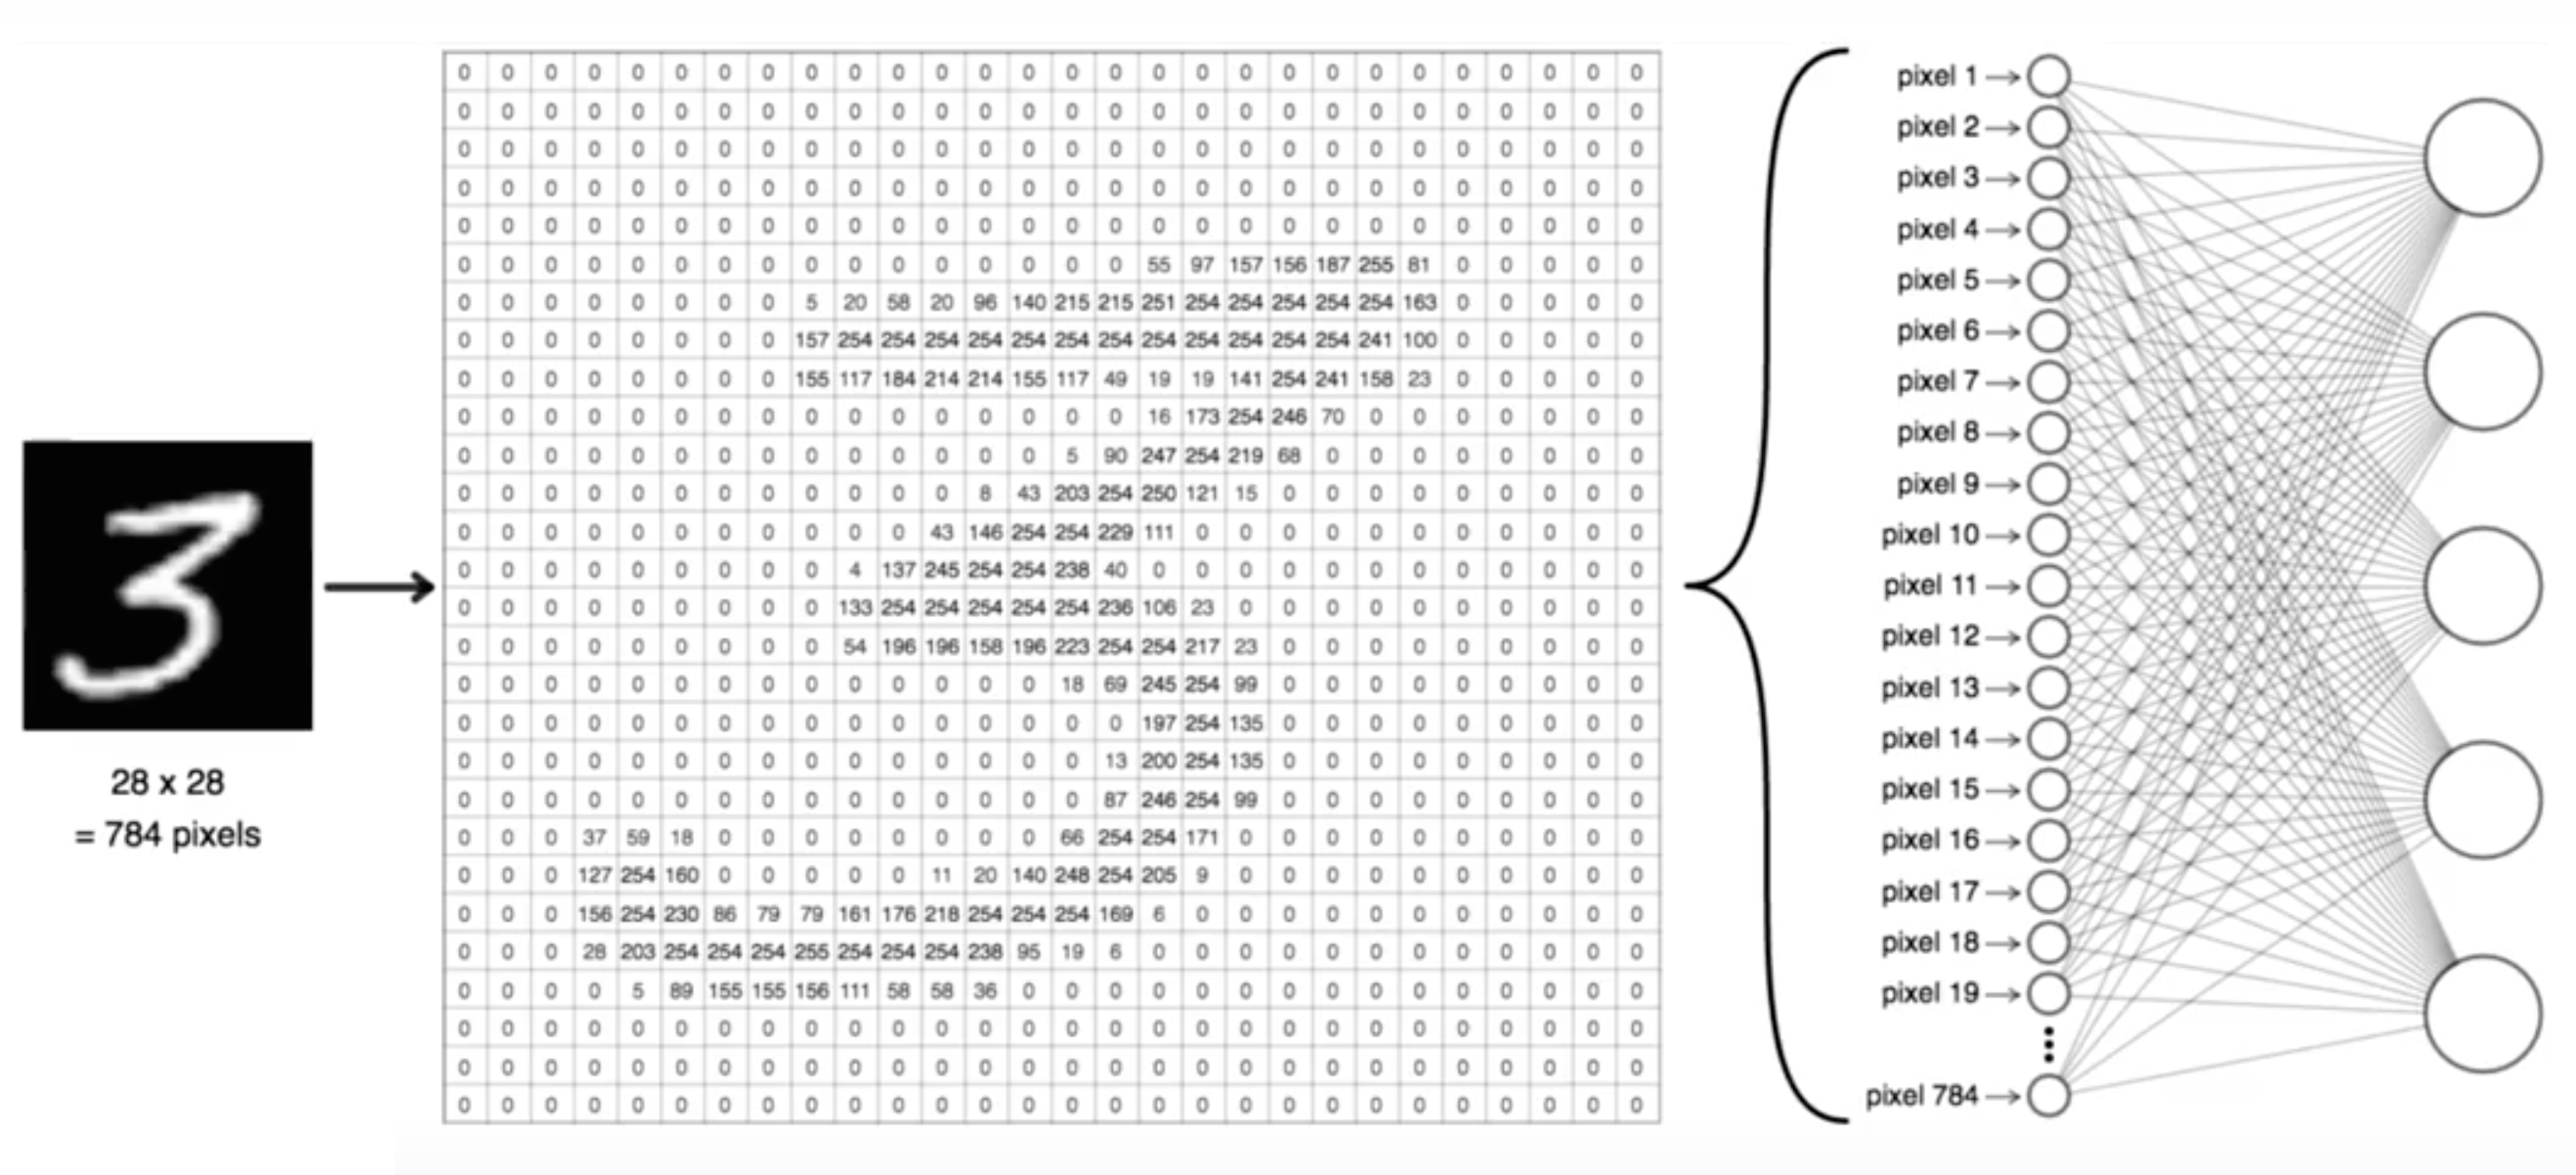 28 x 28
= 784 pixels
0 0 0 0 0 0 0 0 0 0 0 0 0 0 0 0 0 0 0 0 0 0 0 0 0 0 0 0
0 0 0 0 0 0 0 0 0 0 0 0 0 0 0 0 0 0 0 0 0 0 0 0 0 0 0 0
0 0 0 0 0 0 0 0 0 0 0 0 0 0 0 0 0 0 0 0 0 0 0 0 0 0 0 0
0 0 0 0 0 0 0 0 0 0 0 0 0 0 0 0 0 0 0 0 0 0 0 0 0 0 0 0
0 0 0 0 0 0 0 0 0 0 0 0 0 0 0 0 0 0 0 0 0 0 0 0 0 0 0 0
0 0 0 0 0 0 0 0 0 0 0 0 0 0 0 0 55 97 157 156 187 255 81 0 0 0 0 0
0 0 0 0 0 0 0 0 5 20 58 20 96 140 215 215 251 254 254 254 254 254 163 0 0 0 0 0
0 0 0 0 0 0 0 0 157 254 254 254 254 254 254 254 254 254 254 254 254 241 100 0 0 0 0 0
0 0 0 0 0 0 0 0 155 117 184 214 214 155 117 49 19 19 141 254 241 158 23 0 0 0 0 0
0 0 0 0 0 0 0 0 0 0 0 0 0 0 0 0 16 173 254 246 70 0 0 0 0 0 0 0
0 0 0 0 0 0 0 0 0 0 0 0 0 0 5 90 247 254 219 68 0 0 0 0 0 0 0 0
0 0 0 0 0 0 0 0 0 0 0 0 8 43 203 254 250 121 15 0 0 0 0 0 0 0 0 0
0 0 0 0 0 0 0 0 0 0 0 43 146 254 254 229 111 0 0 0 0 0 0 0 0 0 0 0
0 0 0 0 0 0 0 0 0 4 137 245 254 254 238 40 0 0 0 0 0 0 0 0 0 0 0 0
0 0 0 0 0 0 0 0 0 133 254 254 254 254 254 236 106 23 0 0 0 0 0 0 0 0 0 0
0 0 0 0 0 0 0 0 0 54 196 196 158 196 223 254 254 217 23 0 0 0 0 0 0 0 0 0
0 0 0 0 0 0 0 0 0 0 0 0 0 0 18 69 245 254 99 0 0 0 0 0 0 0 0 0
0 0 0 0 0 0 0 0 0 0 0 0 0 0 0 0 197 254 135 0 0 0 0 0 0 0 0 0
0 0 0 0 0 0 0 0 0 0 0 0 0 0 0 13 200 254 135 0 0 0 0 0 0 0 0 0
0 0 0 0 0 0 0 0 0 0 0 0 0 0 0 87 246 254 99 0 0 0 0 0 0 0 0 0
0 0 0 37 59 18 0 0 0 0 0 0 0 0 66 254 254 171 0 0 0 0 0 0 0 0 0 0
0 0 0 127 254 160 0 0 0 0 0 11 20 140 248 254 205 9 0 0 0 0 0 0 0 0 0 0
0 0 0 156 254 230 86 79 79 161 176 218 254 254 254 169 6 0 0 0 0 0 0 0 0 0 0 0
0 0 0 28 203 254 254 254 255 254 254 254 238 95 19 6 0 0 0 0 0 0 0 0 0 0 0 0
0 0 0 0 5 89 155 155 156 111 58 58 36 0 0 0 0 0 0 0 0 0 0 0 0 0 0 0
0 0 0 0 0 0 0 0 0 0 0 0 0 0 0 0 0 0 0 0 0 0 0 0 0 0 0 0
0 0 0 0 0 0 0 0 0 0 0 0 0 0 0 0 0 0 0 0 0 0 0 0 0 0 0 0
0 0 0 0 0 0 0 0 0 0 0 0 0 0 0 0 0 0 0 0 0 0 0 0 0 0 0 0
pixel 1
pixel 2
pixel 3
pixel 4
pixel 5
pixel 6
pixel 7
pixel 8
pixel 9
pixel 10
pixel 11
pixel 12
pixel 13
pixel 14
pixel 15
pixel 16
pixel 17
pixel 18
pixel 19
pixel 784
3